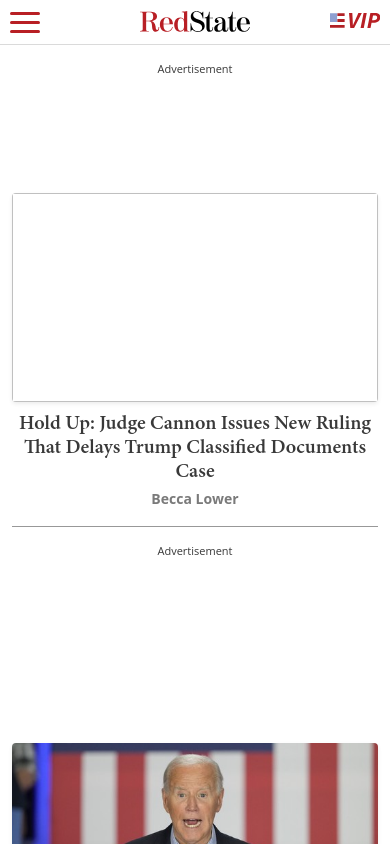 RedState
VIP
Advertisement
Hold Up: Judge Cannon Issues New Ruling
That Delays Trump Classified Documents
Case
Becca Lower
Advertisement